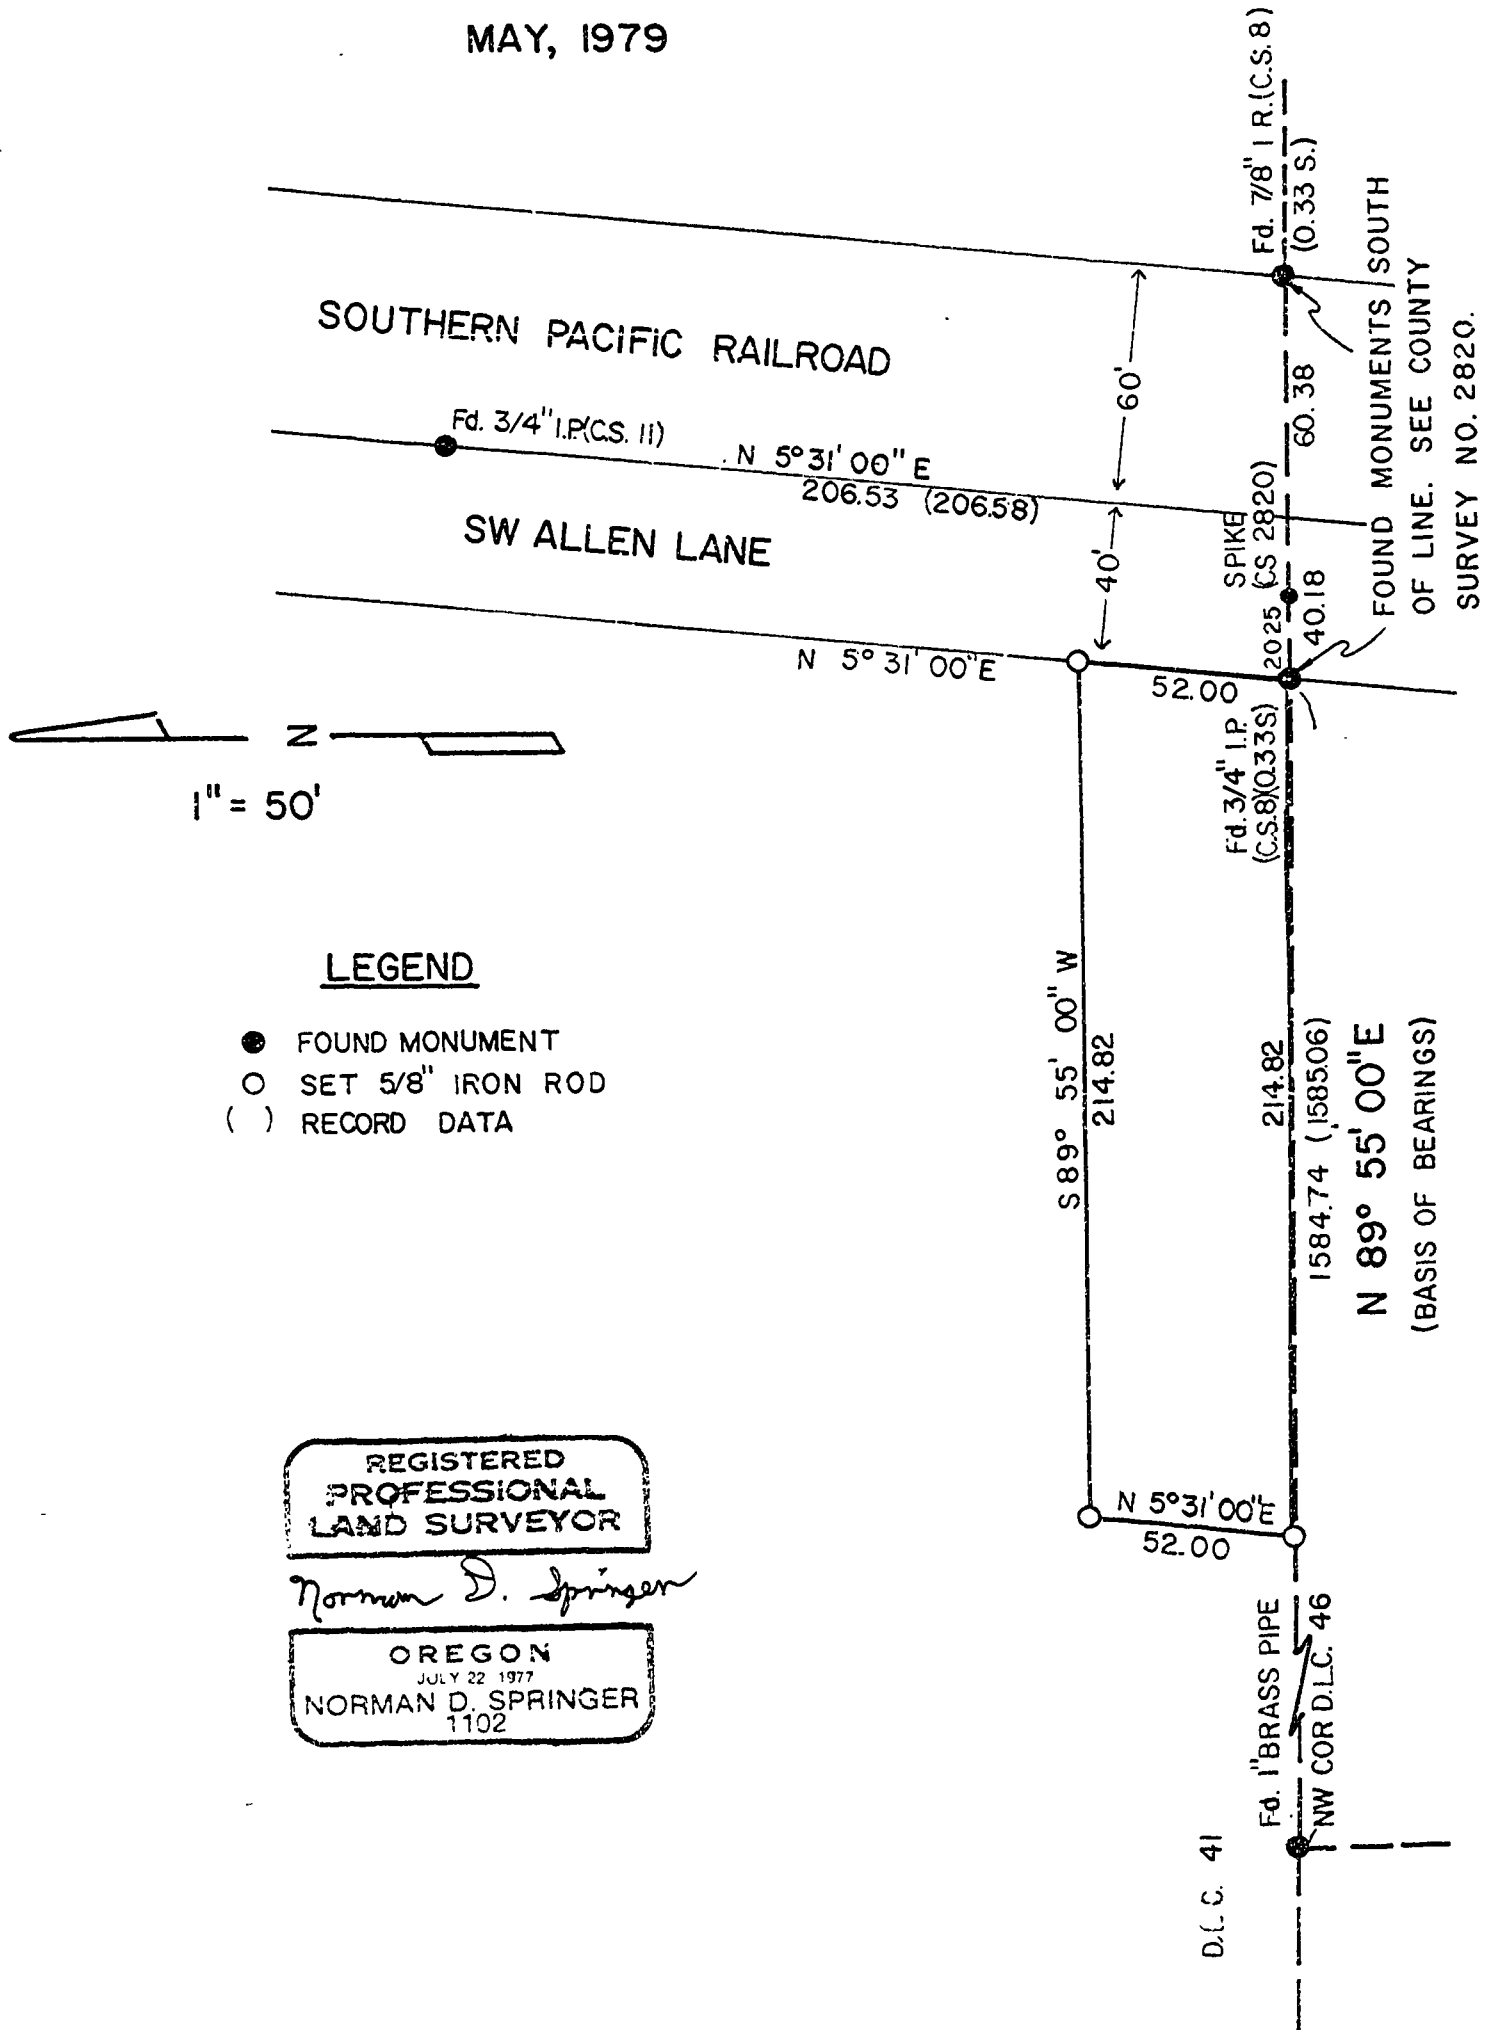 MAY, 1979
Fd. 7/8" I R.(C.S. 8)
(0.33 S.)
FOUND MONUMENTS SOUTH
OF LINE. SEE COUNTY
SURVEY NO. 2820.
SOUTHERN PACIFIC RAILROAD
60'
60.38
Fd. 3/4" I.P.(C.S. 11)
N 5° 31' 00" E
206.53 (206.58)
SW ALLEN LANE
40'
SPIKE
(CS 2820)
20 25
40.18
N 5° 31' 00" E
52.00
Fd. 3/4" I.P.
(C.S.8)(0.33S)
N
1" = 50'
LEGEND
FOUND MONUMENT
SET 5/8" IRON ROD
( ) RECORD DATA
S 89° 55' 00" W
214.82
214.82
1584.74 (1585.06)
N 89° 55' 00" E
(BASIS OF BEARINGS)
N 5° 31' 00" E
52.00
REGISTERED
PROFESSIONAL
LAND SURVEYOR
Norman D. Springer
OREGON
JULY 22 1977
NORMAN D. SPRINGER
1102
Fd. 1" BRASS PIPE
NW COR D.L.C. 46
D.L.C. 41